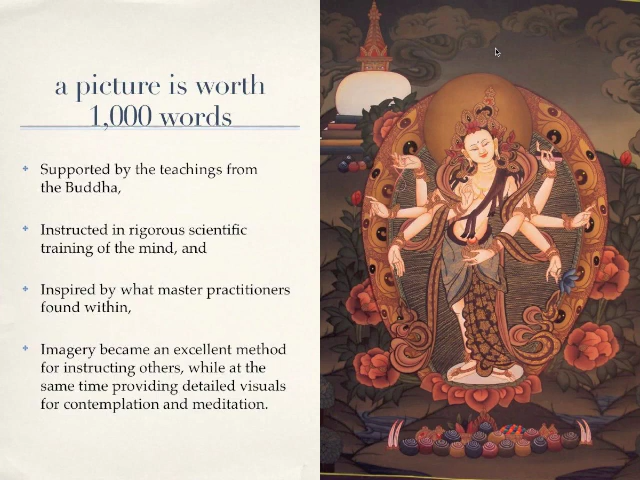 a picture is worth
1,000 words
Supported by the teachings from
the Buddha,
Instructed in rigorous scientific
training of the mind, and
Inspired by what master practitioners
found within,
Imagery became an excellent method
for instructing others, while at the
same time providing detailed visuals
for contemplation and meditation.